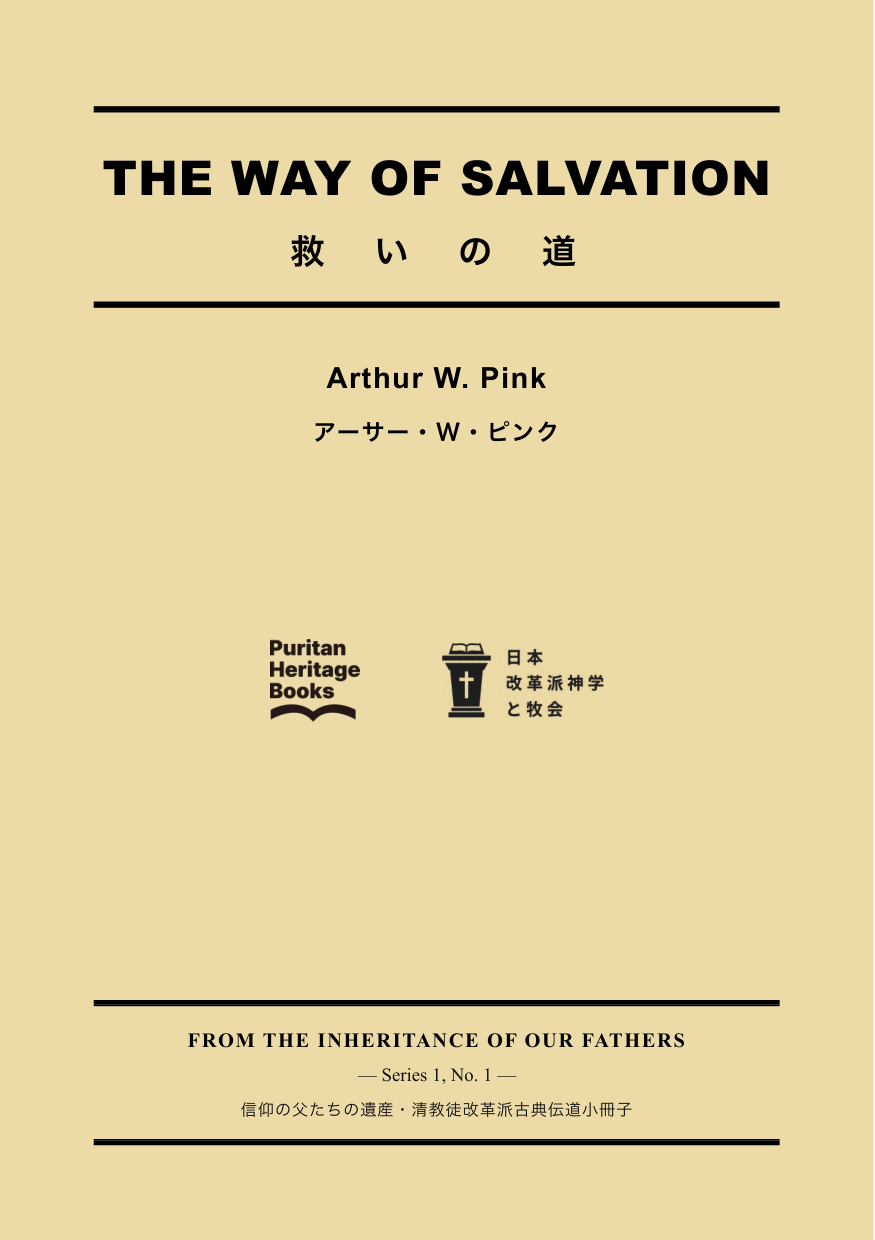 THE WAY OF SALVATION
救いの道
Arthur W. Pink
アーサー・W・ピンク
Puritan
Heritage
Books
日本
改革派神学
と牧会
FROM THE INHERITANCE OF OUR FATHERS
— Series 1, No. 1 —
信仰の父たちの遺産・清教徒改革派古典伝道小冊子